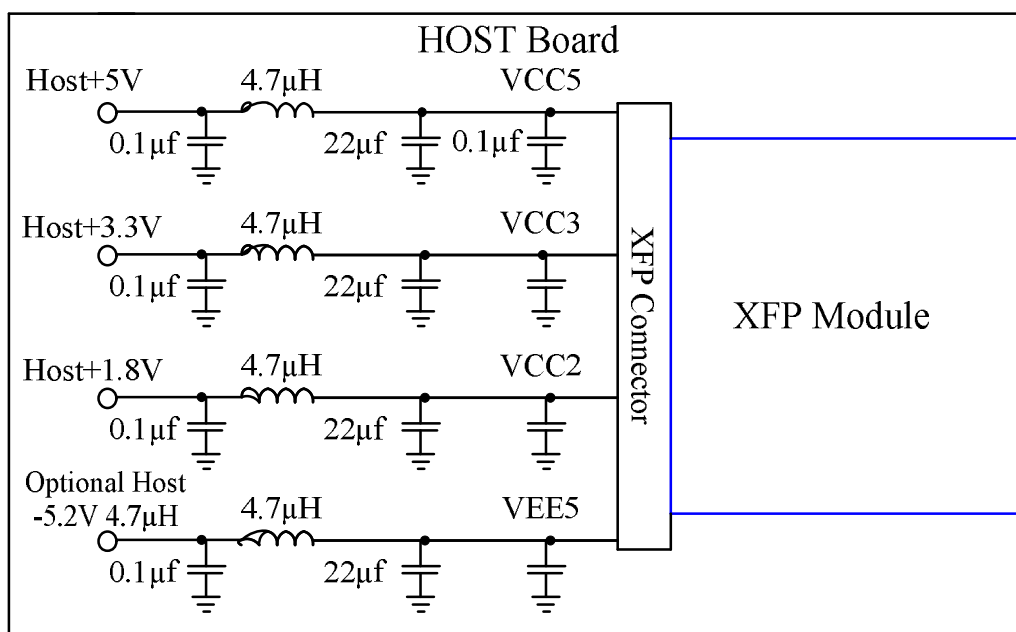 HOST Board
Host+5V
4.7μH
VCC5
0.1μf
22μf
0.1μf
Host+3.3V
4.7μH
VCC3
0.1μf
22μf
Host+1.8V
4.7μH
VCC2
0.1μf
22μf
Optional Host
-5.2V 4.7μH
4.7μH
VEE5
0.1μf
22μf
XFP Connector
XFP Module